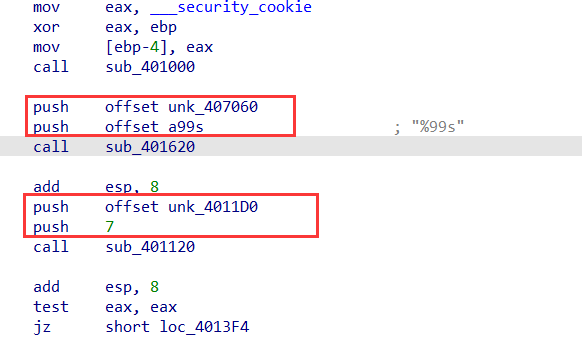 mov eax, ___security_cookie
xor eax, ebp
mov [ebp-4], eax
call sub_401000
push offset unk_407060
push offset a99s ; "%99s"
call sub_401620
add esp, 8
push offset unk_4011D0
push 7
call sub_401120
add esp, 8
test eax, eax
jz short loc_4013F4